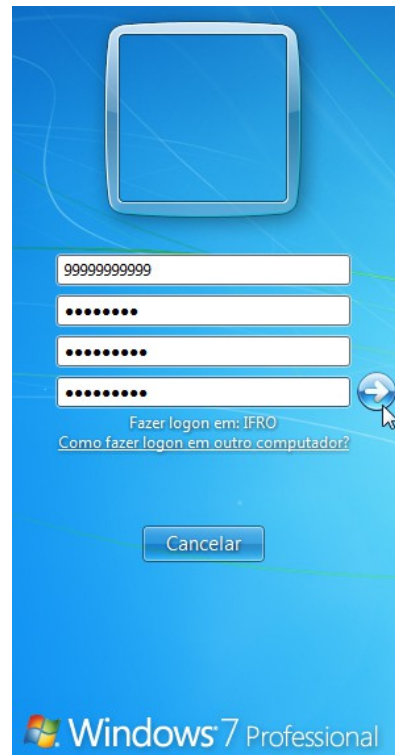 99999999999
••••••••
•••••••••
•••••••••
Fazer logon em: IFRO
Como fazer logon em outro computador?
Cancelar
Windows 7 Professional